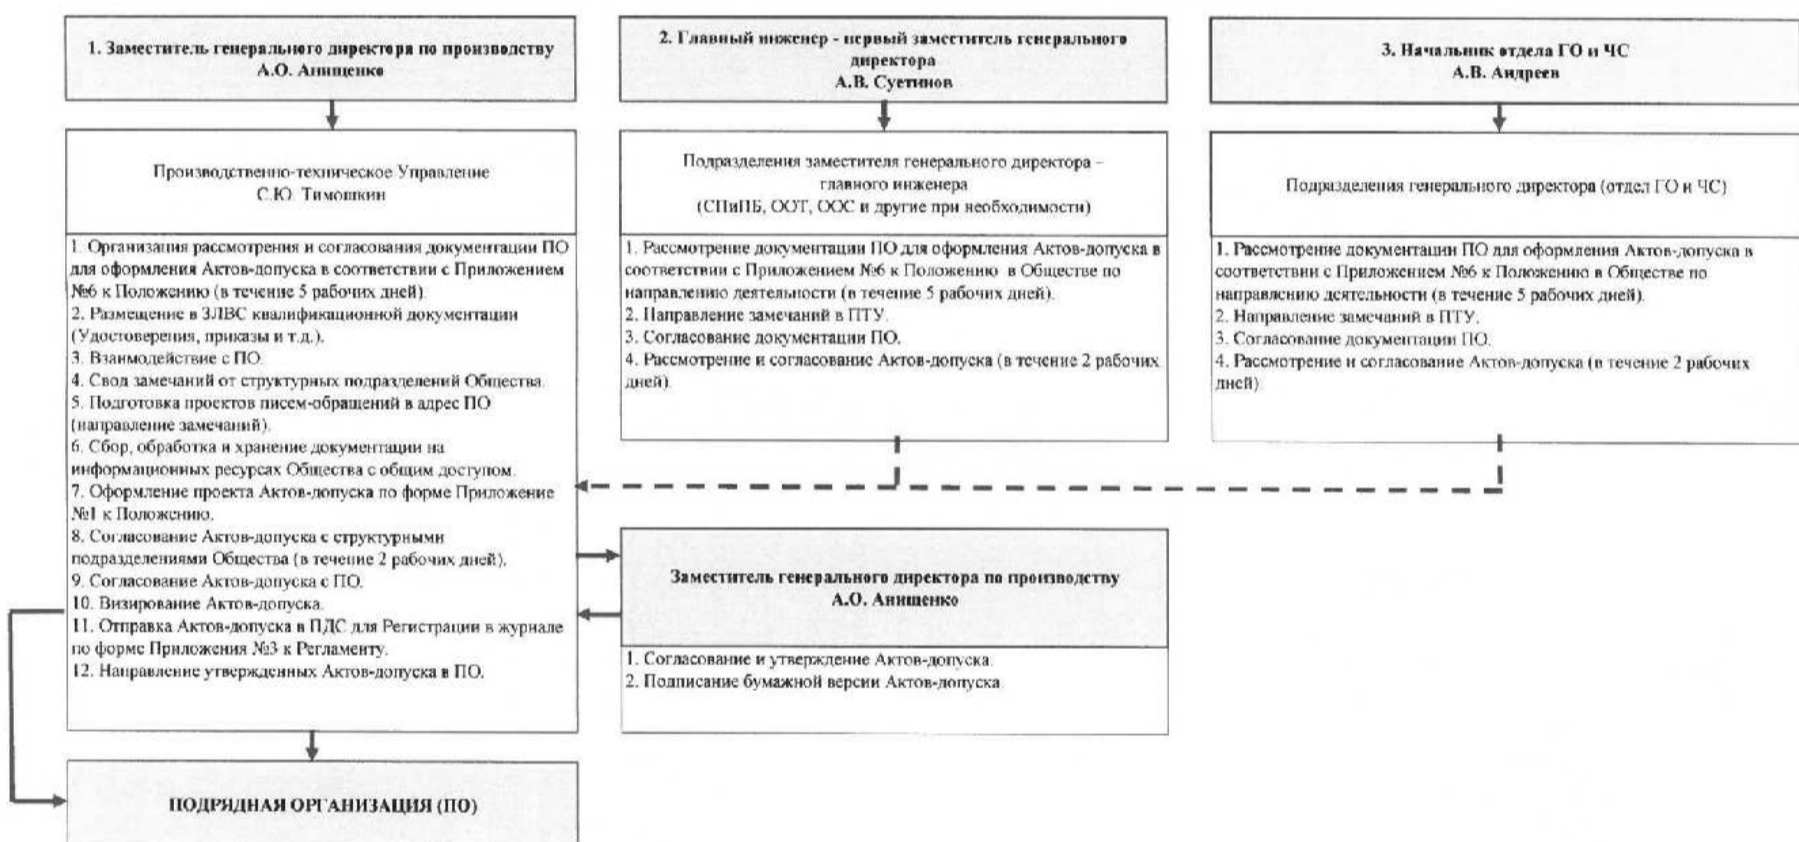 1. Заместитель генерального директора по производству
А.О. Анищенко
2. Главный инженер - первый заместитель генерального
директора
А.В. Суетинов
3. Начальник отдела ГО и ЧС
А.В. Андреев
Производственно-техническое Управление
С.Ю. Тимошкин
1. Организация рассмотрения и согласования документации ПО
для оформления Актов-допуска в соответствии с Приложением
№6 к Положению (в течение 5 рабочих дней).
2. Размещение в ЗЛВС квалификационной документации
(Удостоверения, приказы и т.д.).
3. Взаимодействие с ПО.
4. Свод замечаний от структурных подразделений Общества.
5. Подготовка проектов писем-обращений в адрес ПО
(направление замечаний).
6. Сбор, обработка и хранение документации на
информационных ресурсах Общества с общим доступом.
7. Оформление проекта Актов-допуска по форме Приложение
№1 к Положению.
8. Согласование Актов-допуска с структурными
подразделениями Общества (в течение 2 рабочих дней).
9. Согласование Актов-допуска с ПО.
10. Визирование Актов-допуска.
11. Отправка Актов-допуска в ПДС для Регистрации в журнале
по форме Приложения №3 к Регламенту.
12. Направление утвержденных Актов-допуска в ПО.
Подразделения заместителя генерального директора –
главного инженера
(СПиПБ, ООТ, ООС и другие при необходимости)
1. Рассмотрение документации ПО для оформления Актов-допуска в
соответствии с Приложением №6 к Положению в Обществе по
направлению деятельности (в течение 5 рабочих дней).
2. Направление замечаний в ПТУ.
3. Согласование документации ПО.
4. Рассмотрение и согласование Актов-допуска (в течение 2 рабочих
дней).
Подразделения генерального директора (отдел ГО и ЧС)
1. Рассмотрение документации ПО для оформления Актов-допуска в
соответствии с Приложением №6 к Положению в Обществе по
направлению деятельности (в течение 5 рабочих дней).
2. Направление замечаний в ПТУ.
3. Согласование документации ПО.
4. Рассмотрение и согласование Актов-допуска (в течение 2 рабочих
дней)
Заместитель генерального директора по производству
А.О. Анищенко
1. Согласование и утверждение Актов-допуска.
2. Подписание бумажной версии Актов-допуска
ПОДРЯДНАЯ ОРГАНИЗАЦИЯ (ПО)